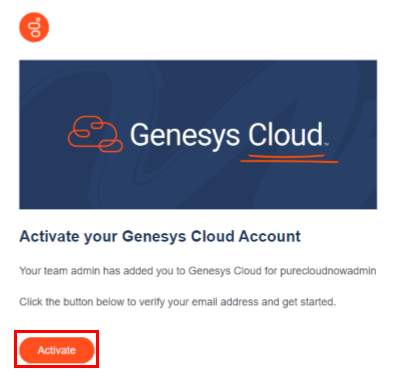 Genesys Cloud™
Activate your Genesys Cloud Account
Your team admin has added you to Genesys Cloud for purecloudnowadmin
Click the button below to verify your email address and get started.
Activate